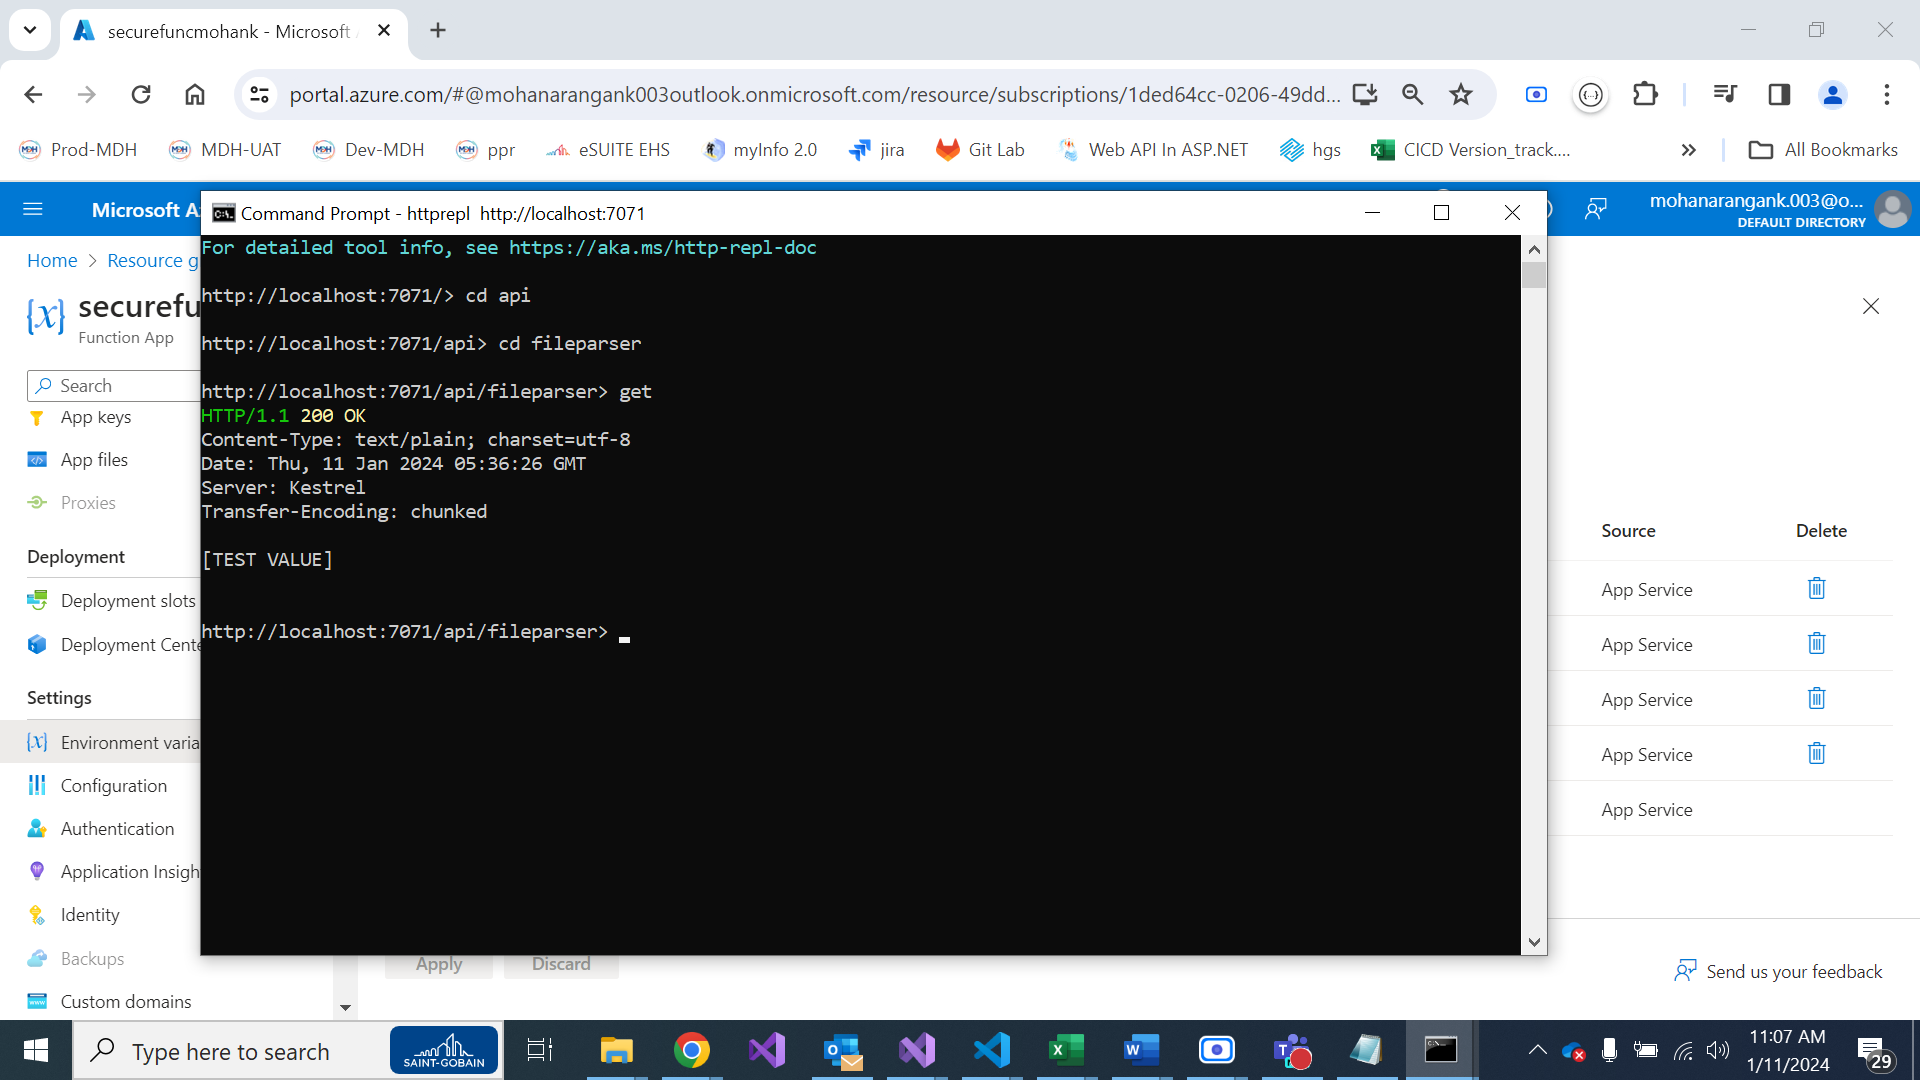 securefuncmohank - Microsoft
portal.azure.com/#@mohanarangank003outlook.onmicrosoft.com/resource/subscriptions/1ded64cc-0206-49dd...
Prod-MDH
MDH-UAT
Dev-MDH
ppr
eSUITE EHS
myInfo 2.0
jira
Git Lab
Web API In ASP.NET
hgs
CICD Version_track....
All Bookmarks
Microsoft A
mohanarangank.003@o...
DEFAULT DIRECTORY
Command Prompt - httprepl http://localhost:7071
Home > Resource g
securefu
Function App
Search
App keys
App files
Proxies
Deployment
Deployment slots
Deployment Cente
Settings
Environment varia
Configuration
Authentication
Application Insigh
Identity
Backups
Custom domains
For detailed tool info, see https://aka.ms/http-repl-doc
http://localhost:7071/> cd api
http://localhost:7071/api> cd fileparser
http://localhost:7071/api/fileparser> get
HTTP/1.1 200 OK
Content-Type: text/plain; charset=utf-8
Date: Thu, 11 Jan 2024 05:36:26 GMT
Server: Kestrel
Transfer-Encoding: chunked
[TEST VALUE]
http://localhost:7071/api/fileparser>
Source
Delete
App Service
App Service
App Service
App Service
App Service
Apply
Discard
Send us your feedback
Type here to search
SAINT-GOBAIN
11:07 AM
1/11/2024
29